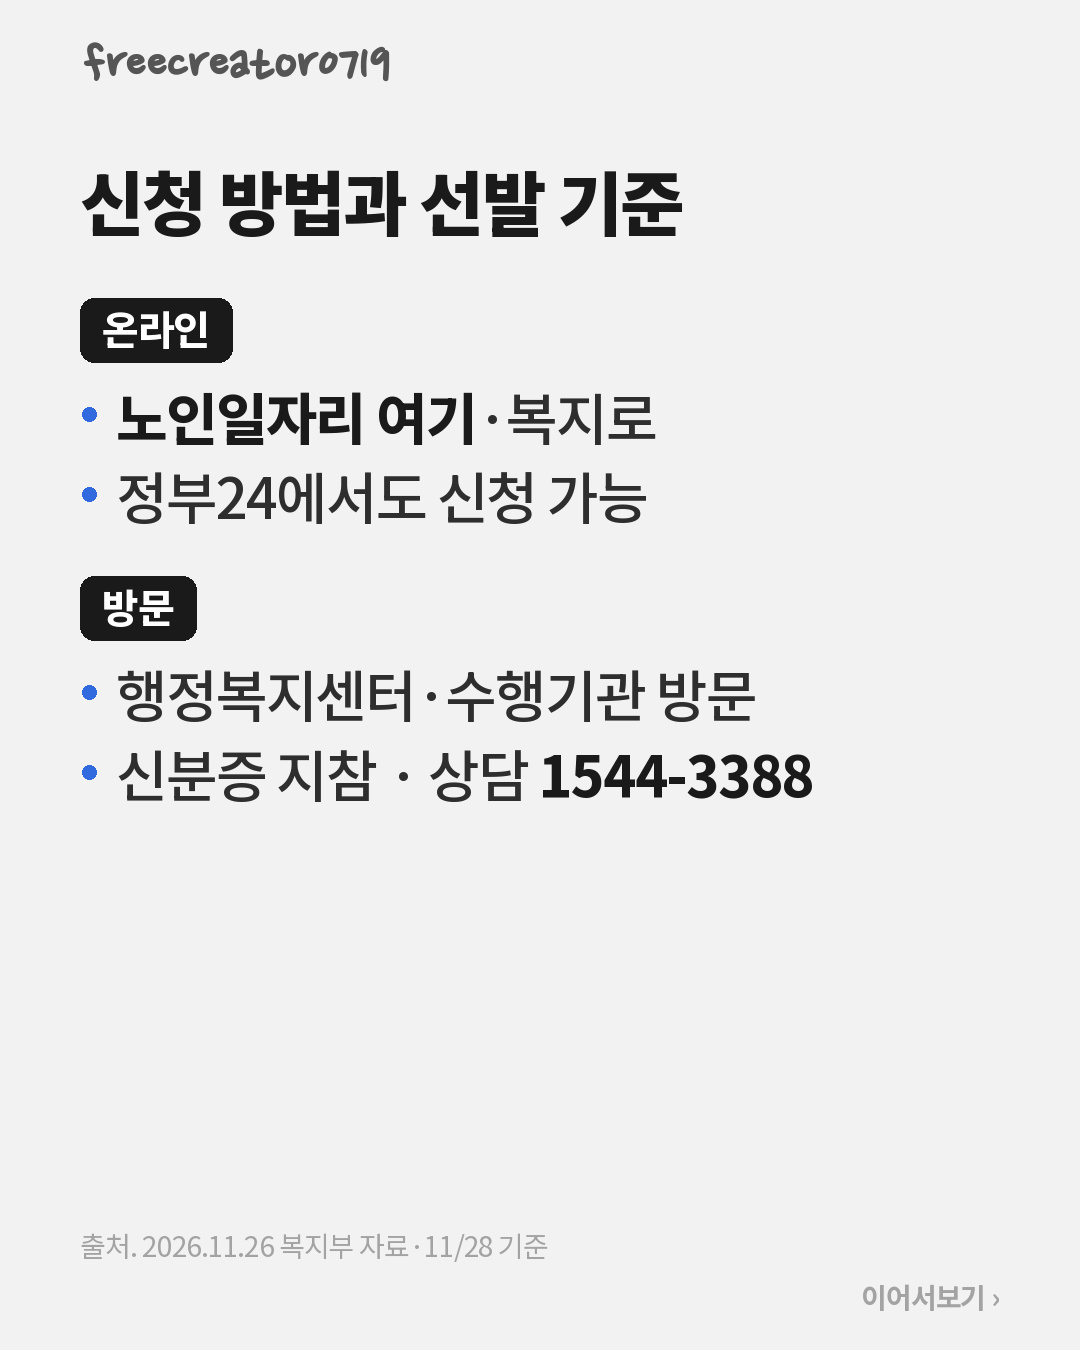 freecreator0719
신청 방법과 선발 기준
온라인
• 노인일자리 여기·복지로
• 정부24에서도 신청 가능
방문
• 행정복지센터·수행기관 방문
• 신분증 지참 · 상담 1544-3388
출처. 2026.11.26 복지부 자료·11/28 기준
이어서보기 ›